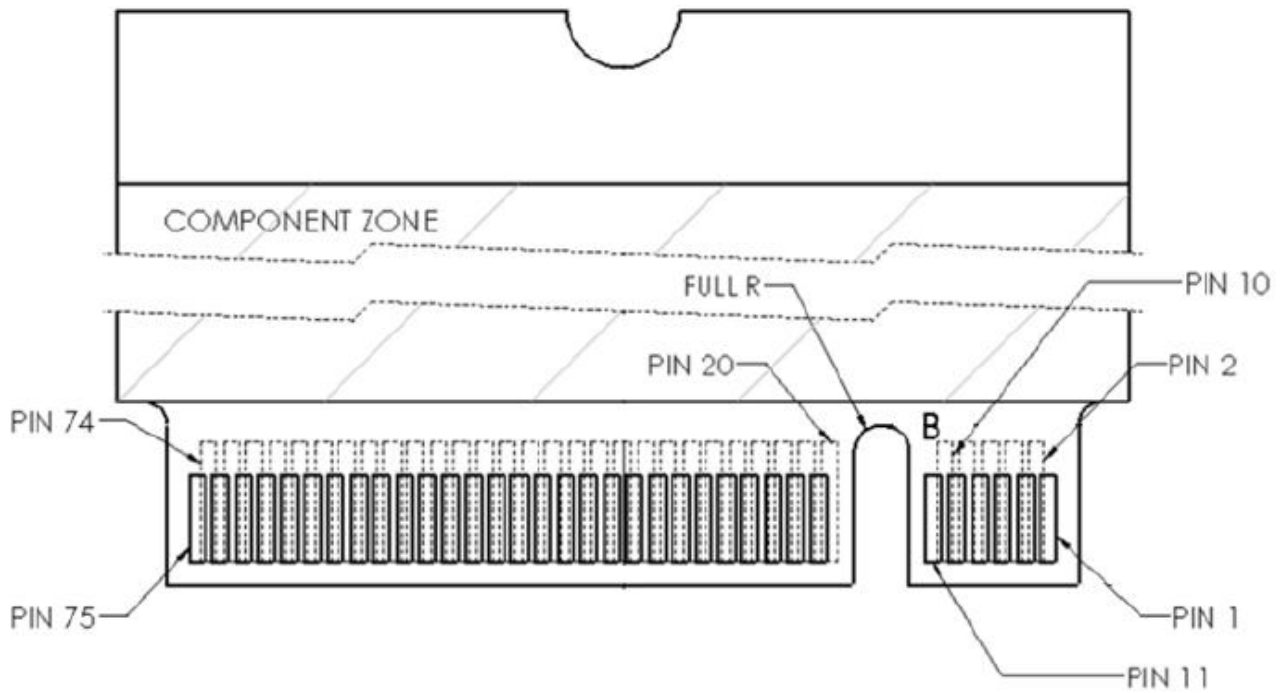 COMPONENT ZONE
FULL R
PIN 10
PIN 20
PIN 2
PIN 74
B
PIN 75
PIN 1
PIN 11